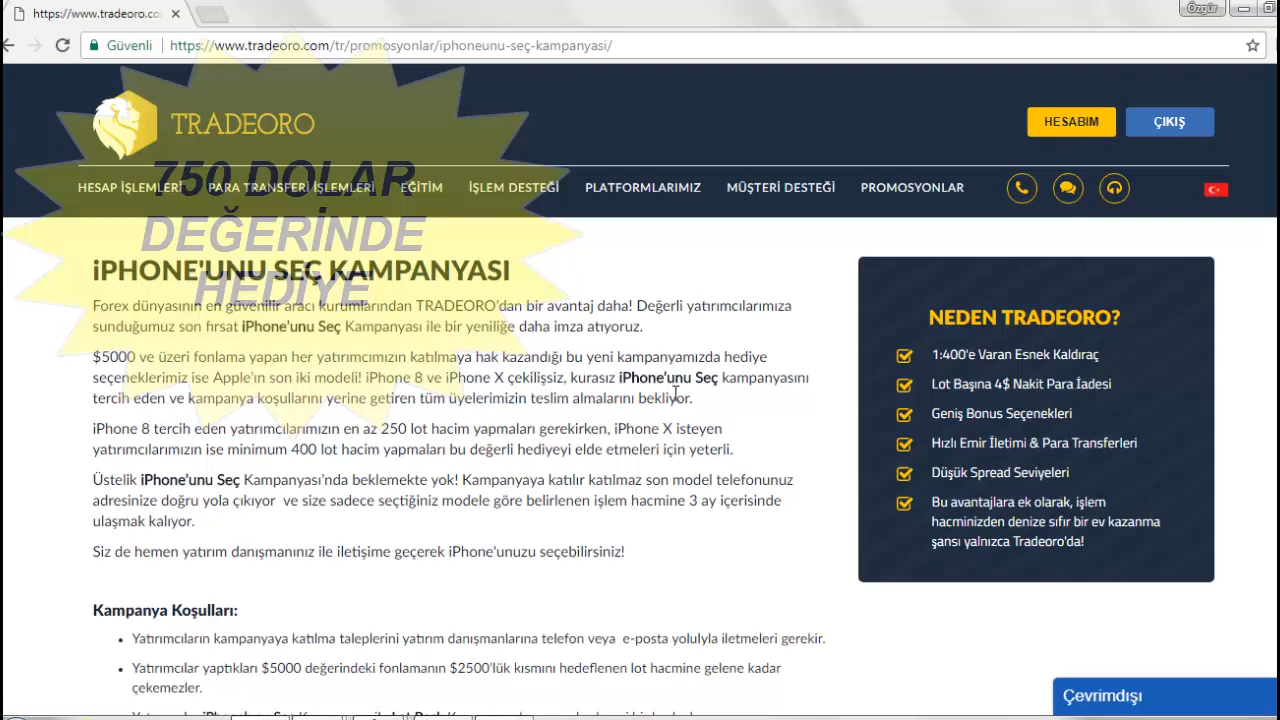 https://www.tradeoro.co
Özgür
Güvenli
https://www.tradeoro.com/tr/promosyonlar/iphoneunu-seç-kampanyasi/
TRADEORO
HESABIM
ÇIKIŞ
HESAP İŞLEMLERİ
PARA TRANSFERİ İŞLEMLERİ
EĞİTİM
İŞLEM DESTEĞİ
PLATFORMLARIMIZ
MÜŞTERİ DESTEĞİ
PROMOSYONLAR
750 DOLAR
DEĞERİNDE
HEDİYE
iPHONE'UNU SEÇ KAMPANYASI
Forex dünyasının en güvenilir aracı kurumlarından TRADEORO'dan bir avantaj daha! Değerli yatırımcılarımıza
sunduğumuz son fırsat iPhone'unu Seç Kampanyası ile bir yeniliğe daha imza atıyoruz.
$5000 ve üzeri fonlama yapan her yatırımcımızın katılmaya hak kazandığı bu yeni kampanyamızda hediye
seçeneklerimiz ise Apple'ın son iki modeli! iPhone 8 ve iPhone X çekilişsiz, kurasız iPhone'unu Seç kampanyasını
tercih eden ve kampanya koşullarını yerine getiren tüm üyelerimizin teslim almalarını bekliyor.
iPhone 8 tercih eden yatırımcılarımızın en az 250 lot hacim yapmaları gerekirken, iPhone X isteyen
yatırımcılarımızın ise minimum 400 lot hacim yapmaları bu değerli hediyeyi elde etmeleri için yeterli.
Üstelik iPhone'unu Seç Kampanyası'nda beklemekte yok! Kampanyaya katılır katılmaz son model telefonunuz
adresinize doğru yola çıkıyor ve size sadece seçtiğiniz modele göre belirlenen işlem hacmine 3 ay içerisinde
ulaşmak kalıyor.
Siz de hemen yatırım danışmanınız ile iletişime geçerek iPhone'unuzu seçebilirsiniz!
Kampanya Koşulları:
• Yatırımcıların kampanyaya katılma taleplerini yatırım danışmanlarına telefon veya e-posta yolulyla iletmeleri gerekir.
• Yatırımcılar yaptıkları $5000 değerindeki fonlamanın $2500'lük kısmını hedeflenen lot hacmine gelene kadar
çekemezler.
NEDEN TRADEORO?
1:400'e Varan Esnek Kaldıraç
Lot Başına 4$ Nakit Para İadesi
Geniş Bonus Seçenekleri
Hızlı Emir İletimi & Para Transferleri
Düşük Spread Seviyeleri
Bu avantajlara ek olarak, işlem
hacminizden denize sıfır bir ev kazanma
şansı yalnızca Tradeoro'da!
Çevrimdışı